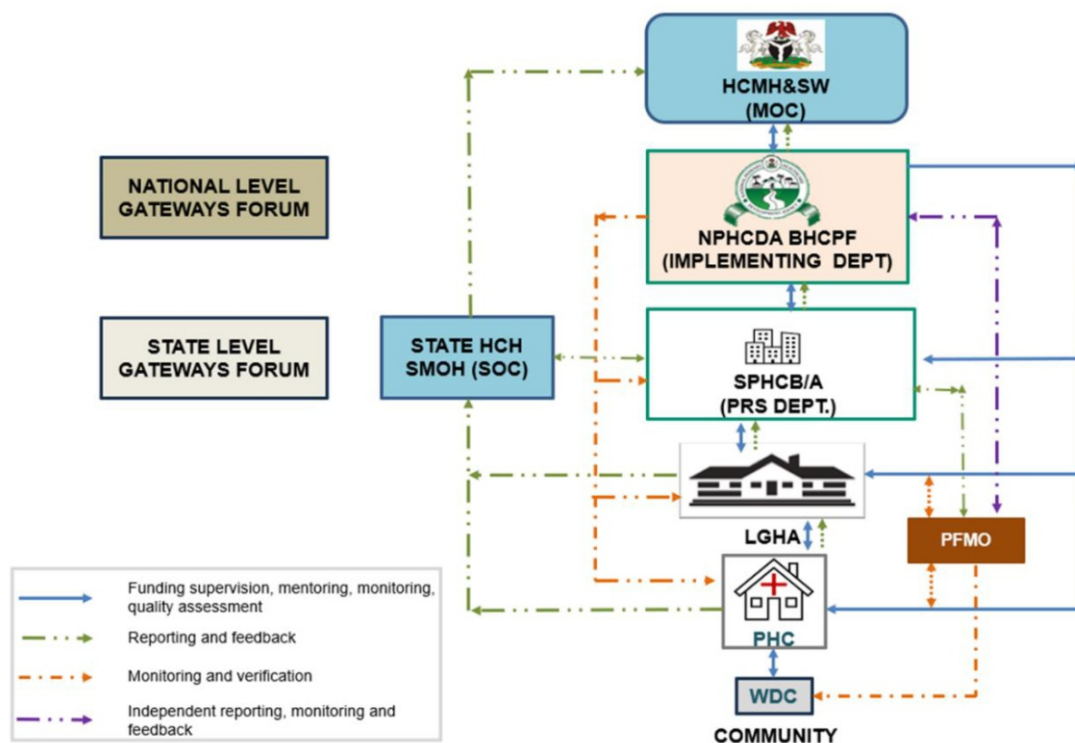 HCMH&SW
(MOC)
NATIONAL LEVEL
GATEWAYS FORUM
NPHCDA BHCPF
(IMPLEMENTING DEPT)
STATE LEVEL
GATEWAYS FORUM
STATE HCH
SMOH (SOC)
SPHCB/A
(PRS DEPT.)
LGHA
PFMO
PHC
WDC
COMMUNITY
Funding supervision, mentoring, monitoring,
quality assessment
Reporting and feedback
Monitoring and verification
Independent reporting, monitoring and
feedback